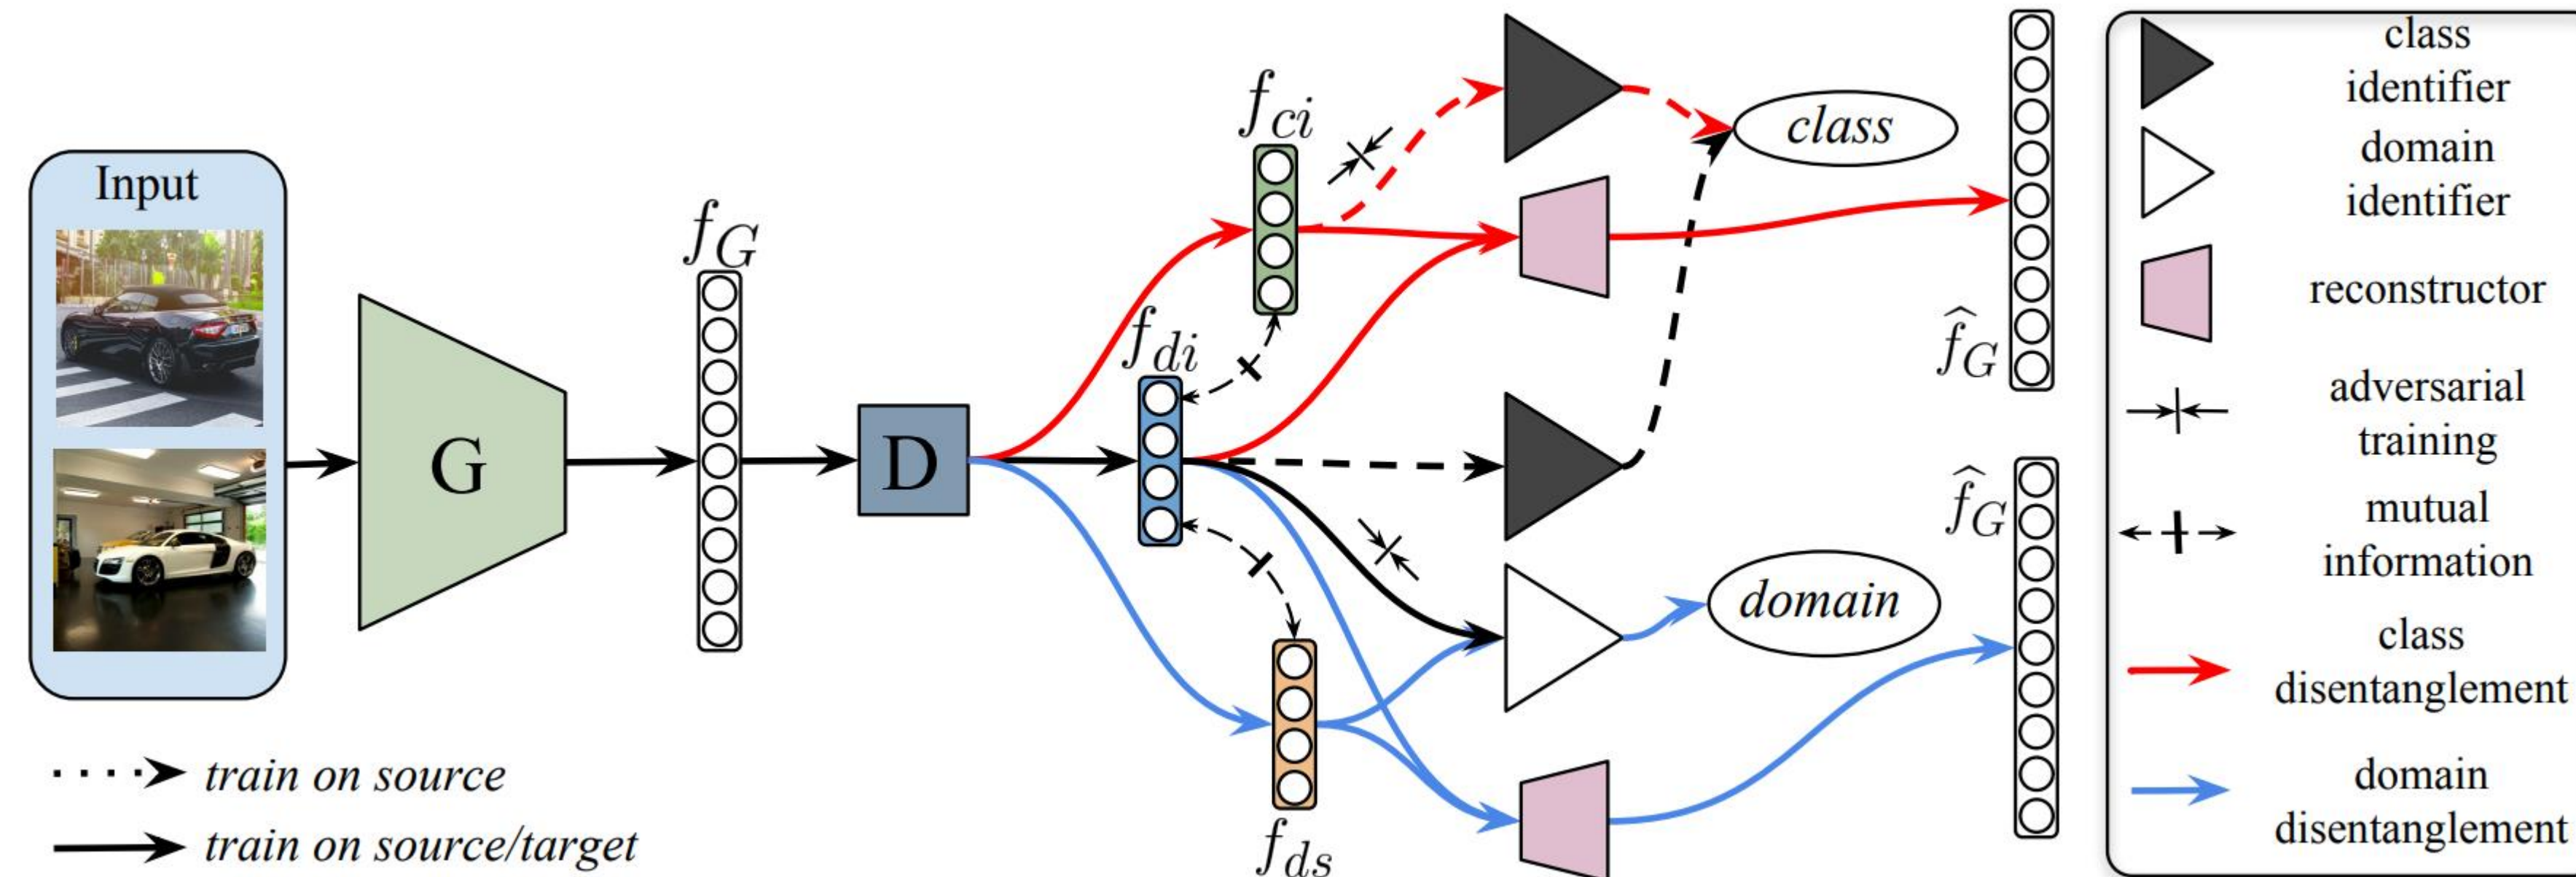 Input
G
f_G
D
f_ci
f_di
f_ds
class
domain
f̂_G
f̂_G
train on source
train on source/target
class
identifier
domain
identifier
reconstructor
adversarial
training
mutual
information
class
disentanglement
domain
disentanglement